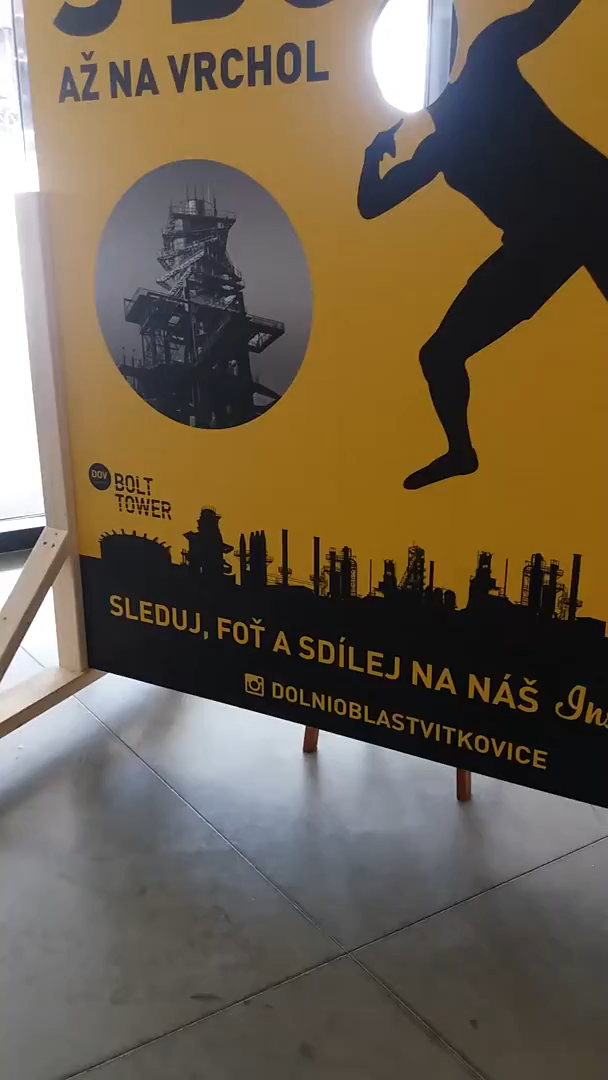 AŽ NA VRCHOL
DOV
BOLT
TOWER
SLEDUJ, FOŤ A SDÍLEJ NA NÁŠ
DOLNIOBLASTVITKOVICE